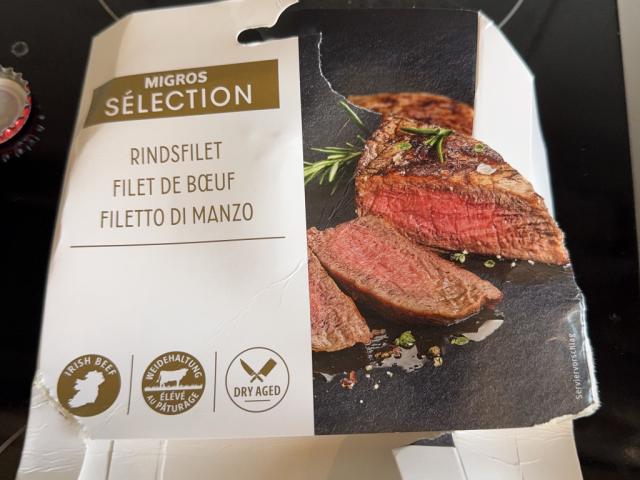 MIGROS
SÉLECTION
RINDSFILET
FILET DE BŒUF
FILETTO DI MANZO
IRISH BEEF
WEIDEHALTUNG
ÉLEVÉ
AU PÂTURAGE
DRY AGED
Serviervorschlag